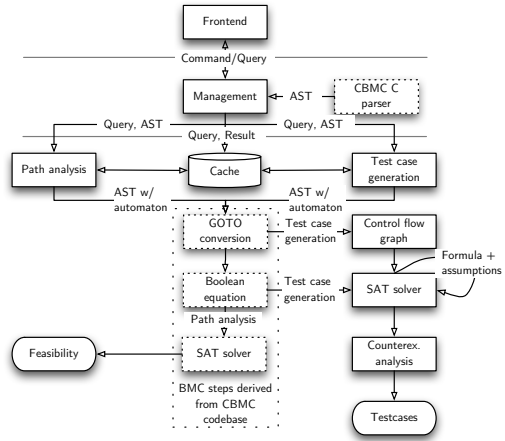 Frontend
Command/Query
Management
AST
CBMC C
parser
Query, AST
Query, AST
Query, Result
Path analysis
Cache
Test case
generation
AST w/
automaton
AST w/
automaton
GOTO
conversion
Test case
generation
Control flow
graph
Formula +
assumptions
Boolean
equation
Test case
generation
SAT solver
Path analysis
Feasibility
SAT solver
Counterex.
analysis
BMC steps derived
from CBMC
codebase
Testcases